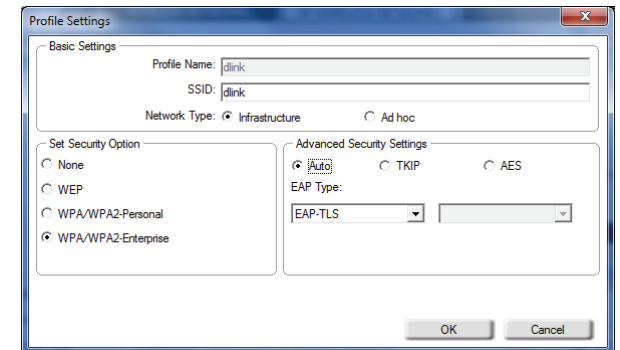 Profile Settings
Basic Settings
Profile Name: dlink
SSID: dlink
Network Type: Infrastructure Ad hoc
Set Security Option
None
WEP
WPA/WPA2-Personal
WPA/WPA2-Enterprise
Advanced Security Settings
Auto TKIP AES
EAP Type:
EAP-TLS
OK Cancel